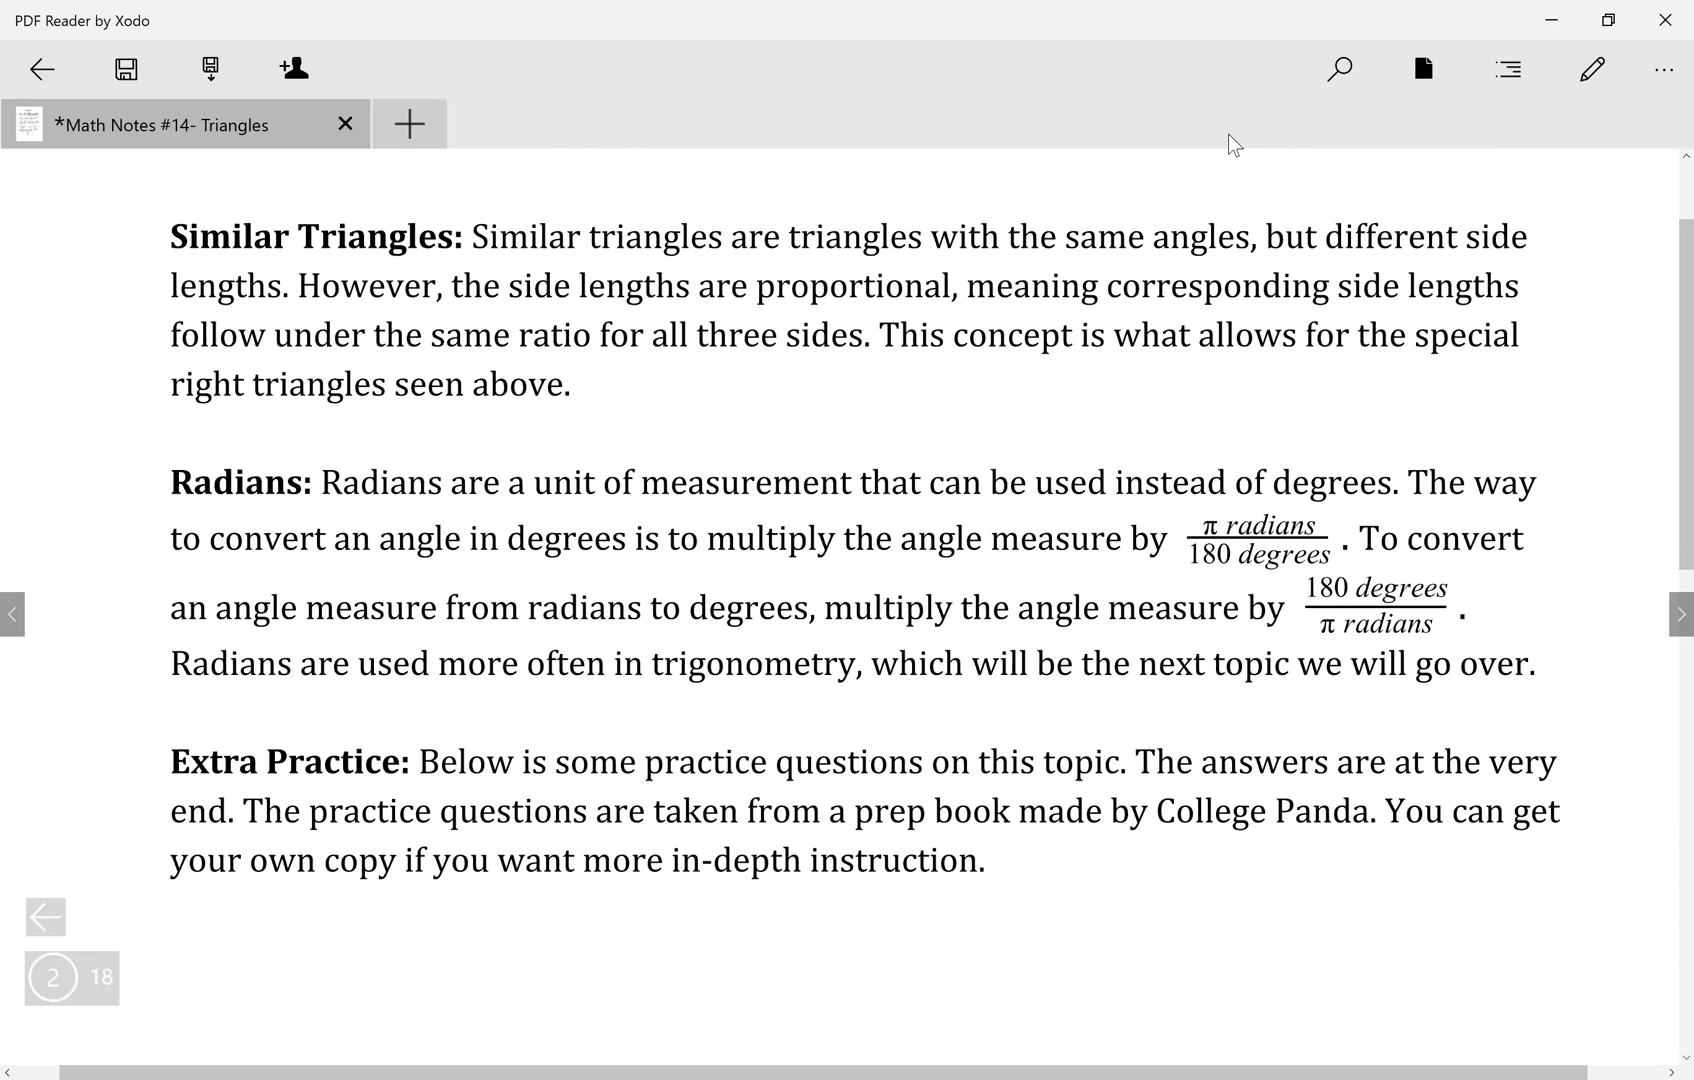 PDF Reader by Xodo
*Math Notes #14- Triangles
Similar Triangles: Similar triangles are triangles with the same angles, but different side
lengths. However, the side lengths are proportional, meaning corresponding side lengths
follow under the same ratio for all three sides. This concept is what allows for the special
right triangles seen above.
Radians: Radians are a unit of measurement that can be used instead of degrees. The way
to convert an angle in degrees is to multiply the angle measure by π radians / 180 degrees . To convert
an angle measure from radians to degrees, multiply the angle measure by 180 degrees / π radians .
Radians are used more often in trigonometry, which will be the next topic we will go over.
Extra Practice: Below is some practice questions on this topic. The answers are at the very
end. The practice questions are taken from a prep book made by College Panda. You can get
your own copy if you want more in-depth instruction.
2 18